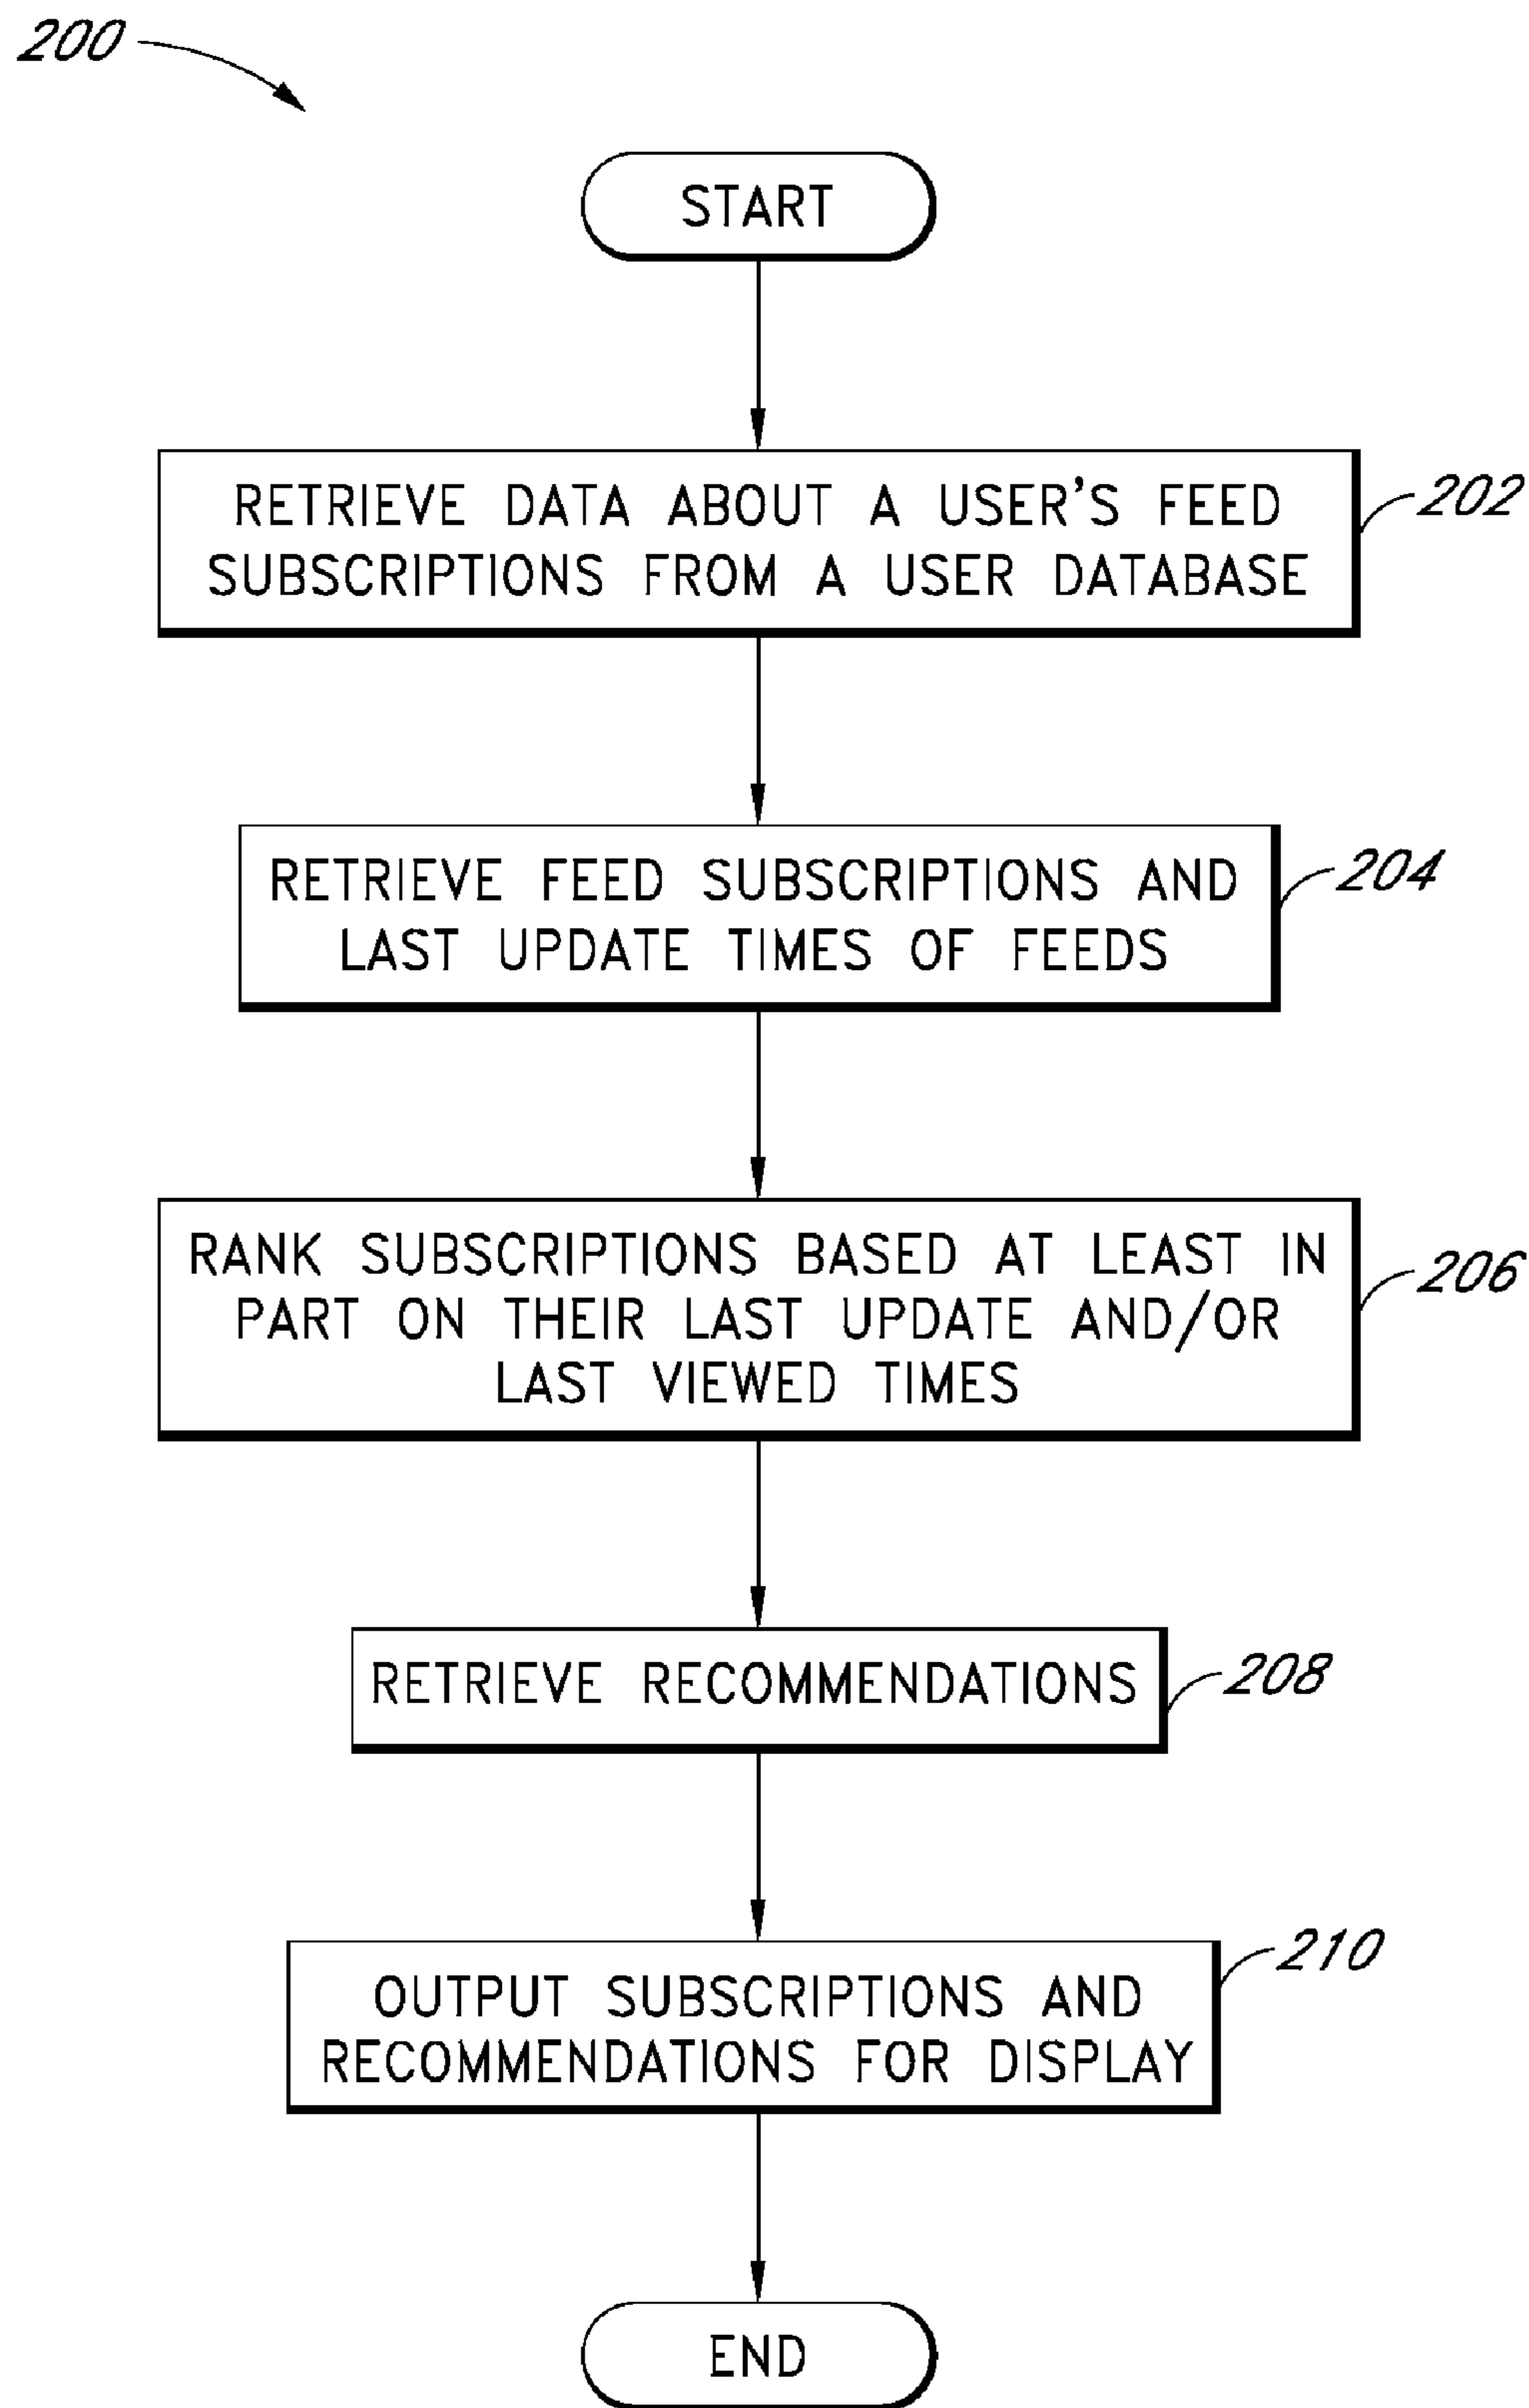 200
START
RETRIEVE DATA ABOUT A USER'S FEED
SUBSCRIPTIONS FROM A USER DATABASE
202
RETRIEVE FEED SUBSCRIPTIONS AND
LAST UPDATE TIMES OF FEEDS
204
RANK SUBSCRIPTIONS BASED AT LEAST IN
PART ON THEIR LAST UPDATE AND/OR
LAST VIEWED TIMES
206
RETRIEVE RECOMMENDATIONS
208
OUTPUT SUBSCRIPTIONS AND
RECOMMENDATIONS FOR DISPLAY
210
END